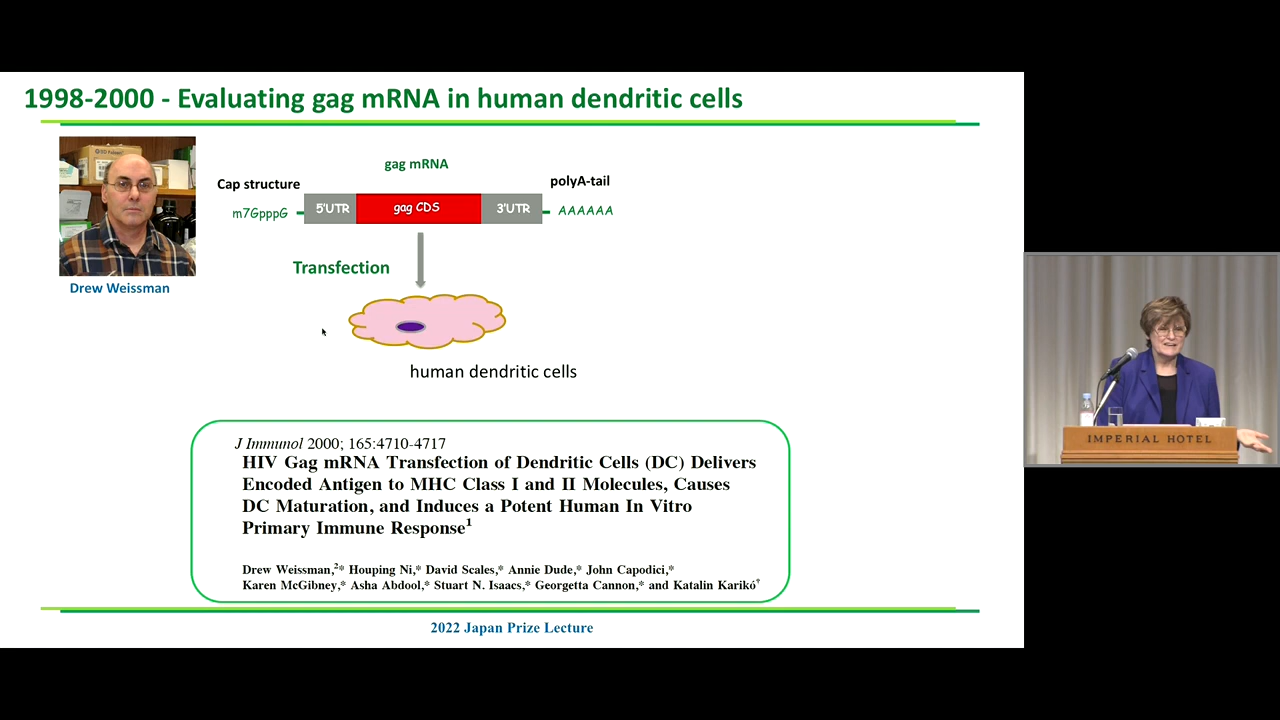 1998-2000 - Evaluating gag mRNA in human dendritic cells
Drew Weissman
gag mRNA
Cap structure
polyA-tail
m7GpppG
5'UTR
gag CDS
3'UTR
AAAAAA
Transfection
human dendritic cells
J Immunol 2000; 165:4710-4717
HIV Gag mRNA Transfection of Dendritic Cells (DC) Delivers
Encoded Antigen to MHC Class I and II Molecules, Causes
DC Maturation, and Induces a Potent Human In Vitro
Primary Immune Response¹
Drew Weissman,²* Houping Ni,* David Scales,* Annie Dude,* John Capodici,*
Karen McGibney,* Asha Abdool,* Stuart N. Isaacs,* Georgetta Cannon,* and Katalin Karikó†
2022 Japan Prize Lecture
IMPERIAL HOTEL